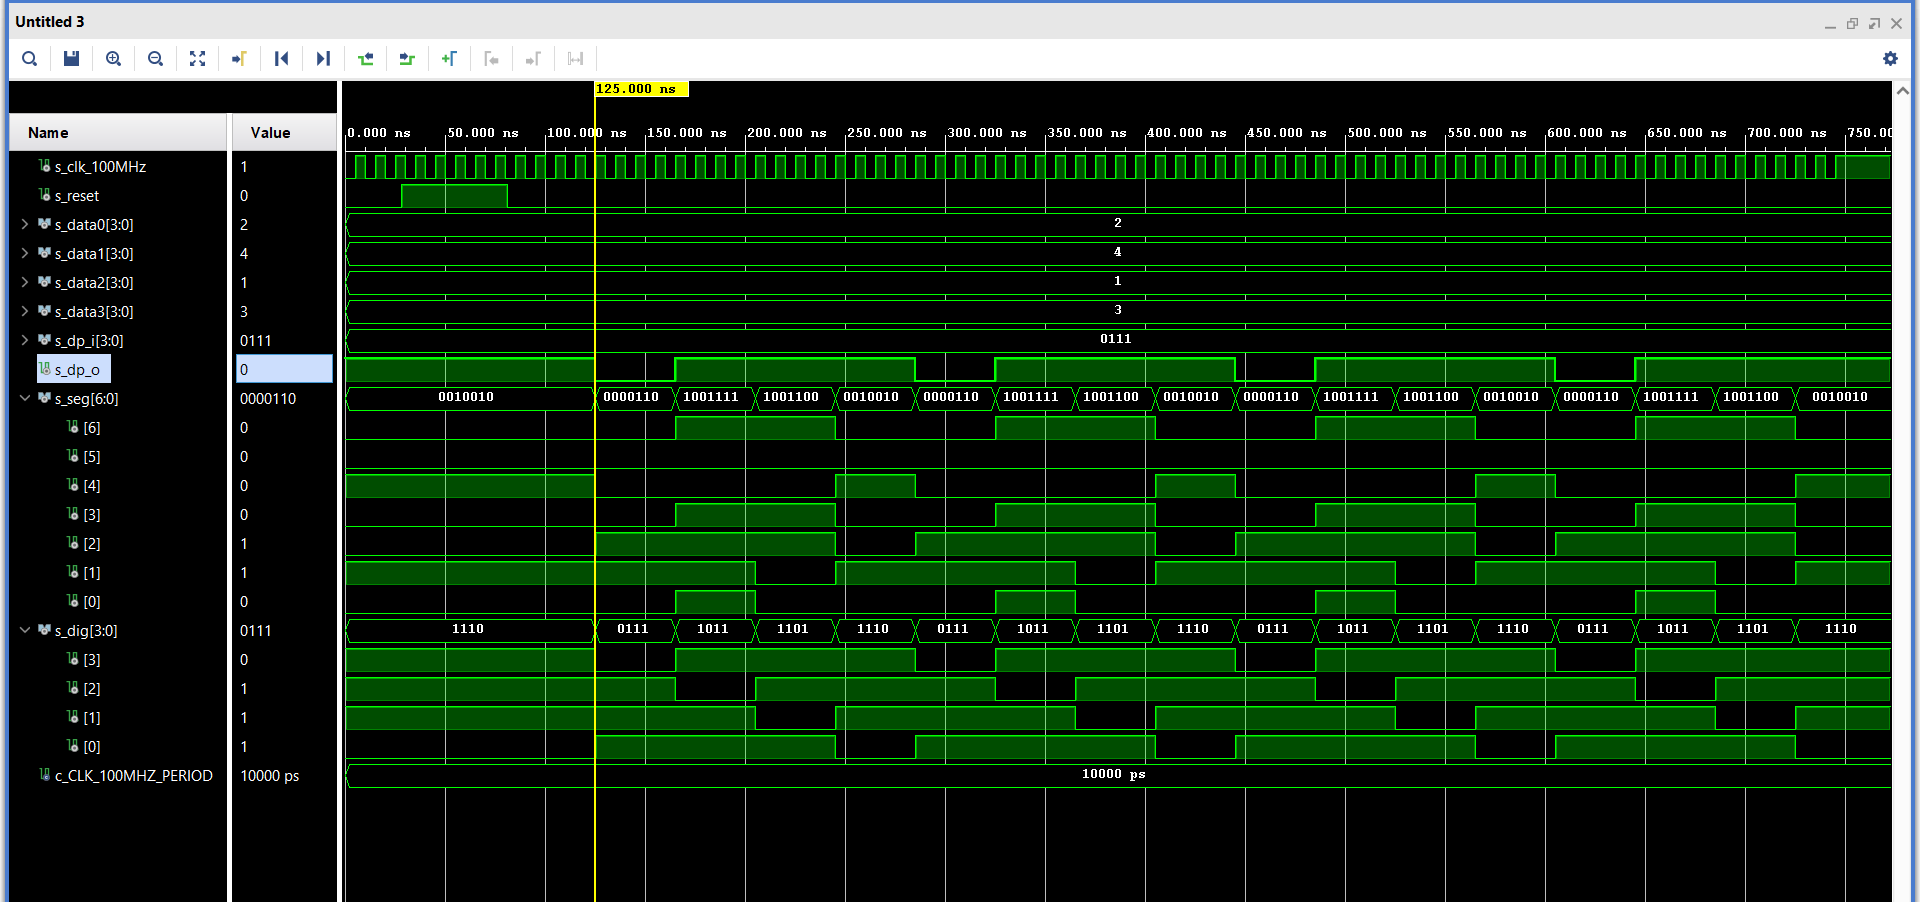 Untitled 3
125.000 ns
Name Value
0.000 ns 50.000 ns 100.000 ns 150.000 ns 200.000 ns 250.000 ns 300.000 ns 350.000 ns 400.000 ns 450.000 ns 500.000 ns 550.000 ns 600.000 ns 650.000 ns 700.000 ns 750.0
s_clk_100MHz 1
s_reset 0
s_data0[3:0] 2 2
s_data1[3:0] 4 4
s_data2[3:0] 1 1
s_data3[3:0] 3 3
s_dp_i[3:0] 0111 0111
s_dp_o 0
s_seg[6:0] 0000110 0010010 0000110 1001111 1001100 0010010 0000110 1001111 1001100 0010010 0000110 1001111 1001100 0010010 0000110 1001111 1001100 0010010
[6] 0
[5] 0
[4] 0
[3] 0
[2] 1
[1] 1
[0] 0
s_dig[3:0] 0111 1110 0111 1011 1101 1110 0111 1011 1101 1110 0111 1011 1101 1110 0111 1011 1101 1110
[3] 0
[2] 1
[1] 1
[0] 1
c_CLK_100MHZ_PERIOD 10000 ps 10000 ps